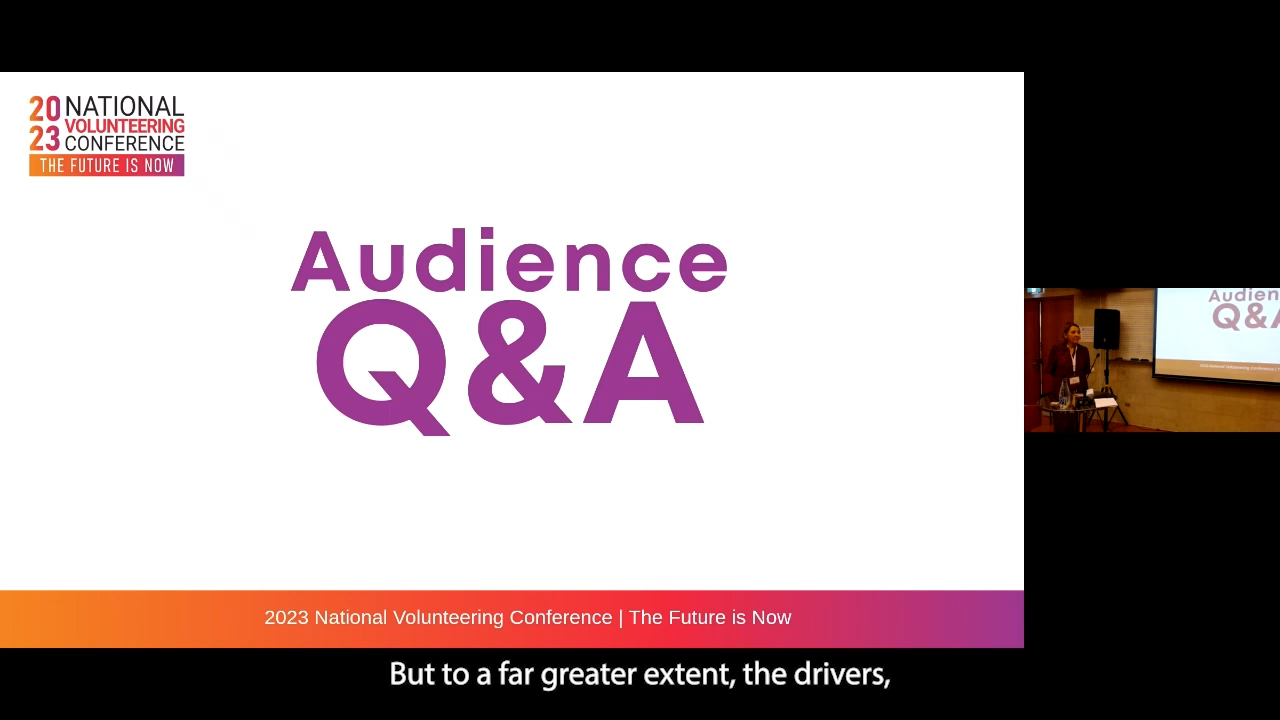 20 NATIONAL
VOLUNTEERING
23 CONFERENCE
THE FUTURE IS NOW
Audience
Q&A
2023 National Volunteering Conference | The Future is Now
Audien
Q&A
But to a far greater extent, the drivers,